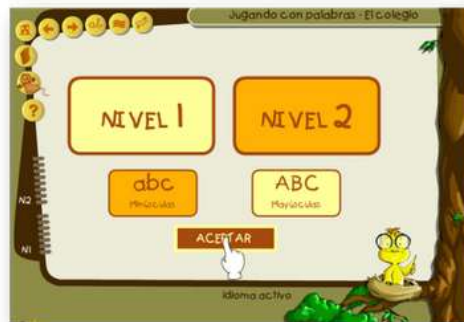 Jugando con palabras - El colegio
NIVEL 1
NIVEL 2
abc
Minúsculas
ABC
Mayúsculas
ACEPTAR
?
N2
N1
idioma activo